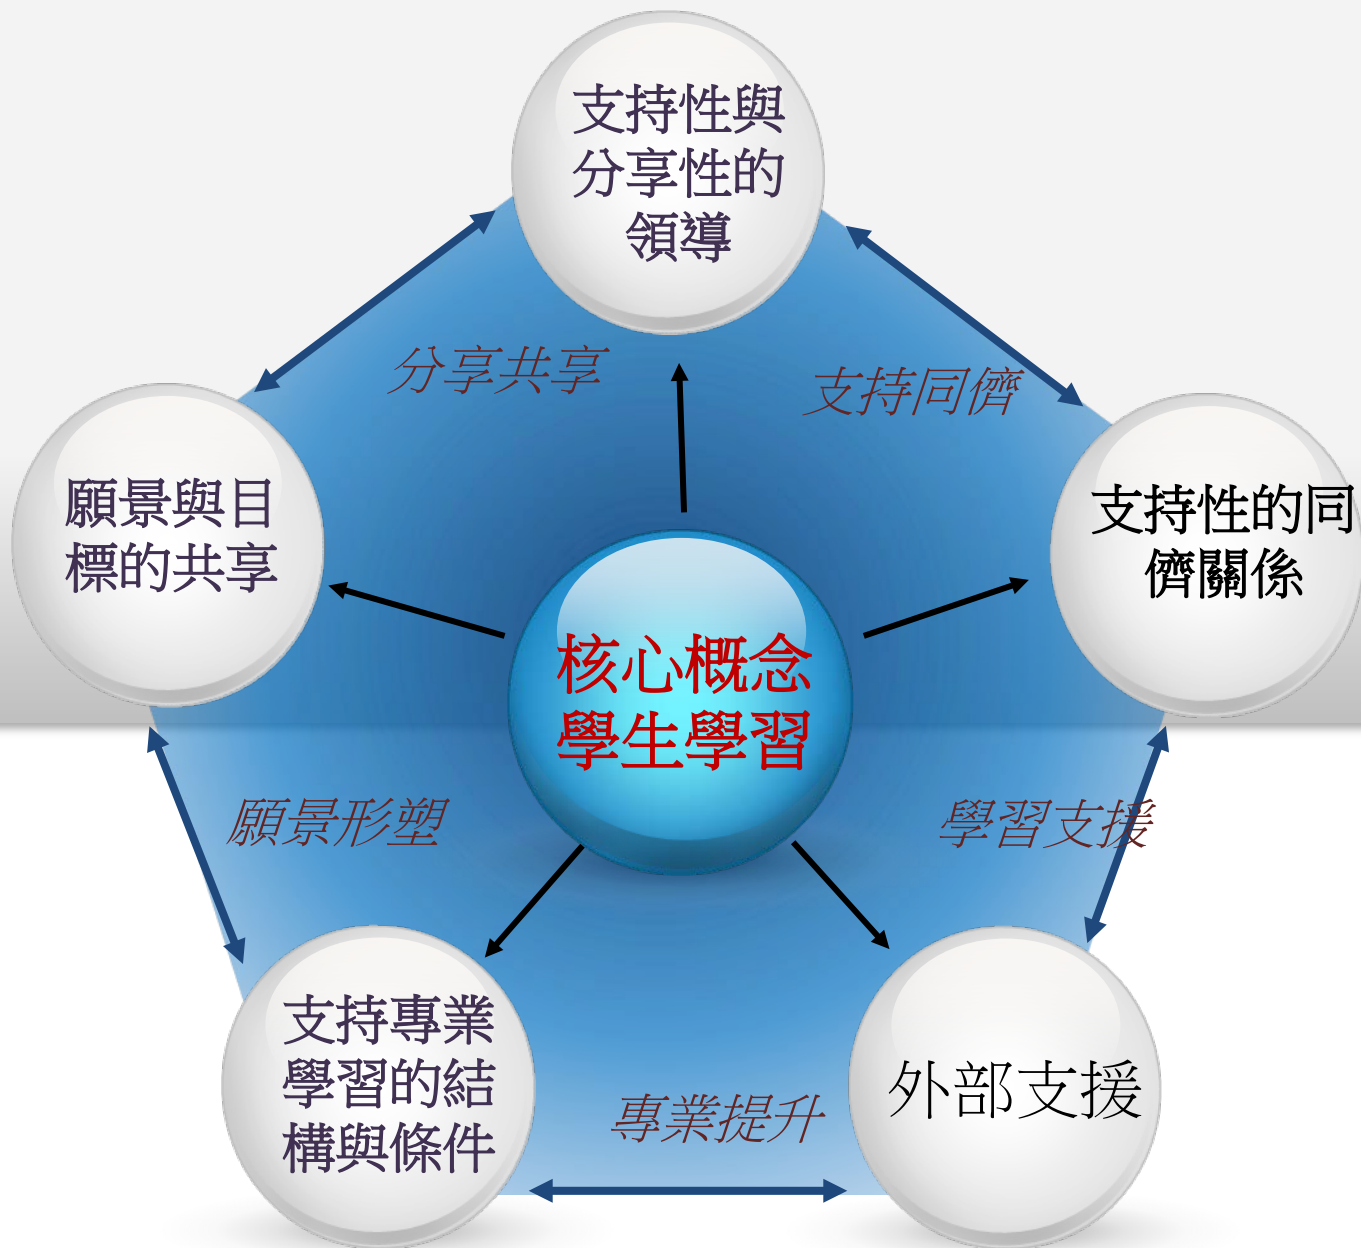 支持性與
分享性的
領導
分享共享
支持同儕
願景與目
標的共享
支持性的同
儕關係
核心概念
學生學習
願景形塑
學習支援
支持專業
學習的結
構與條件
外部支援
專業提升